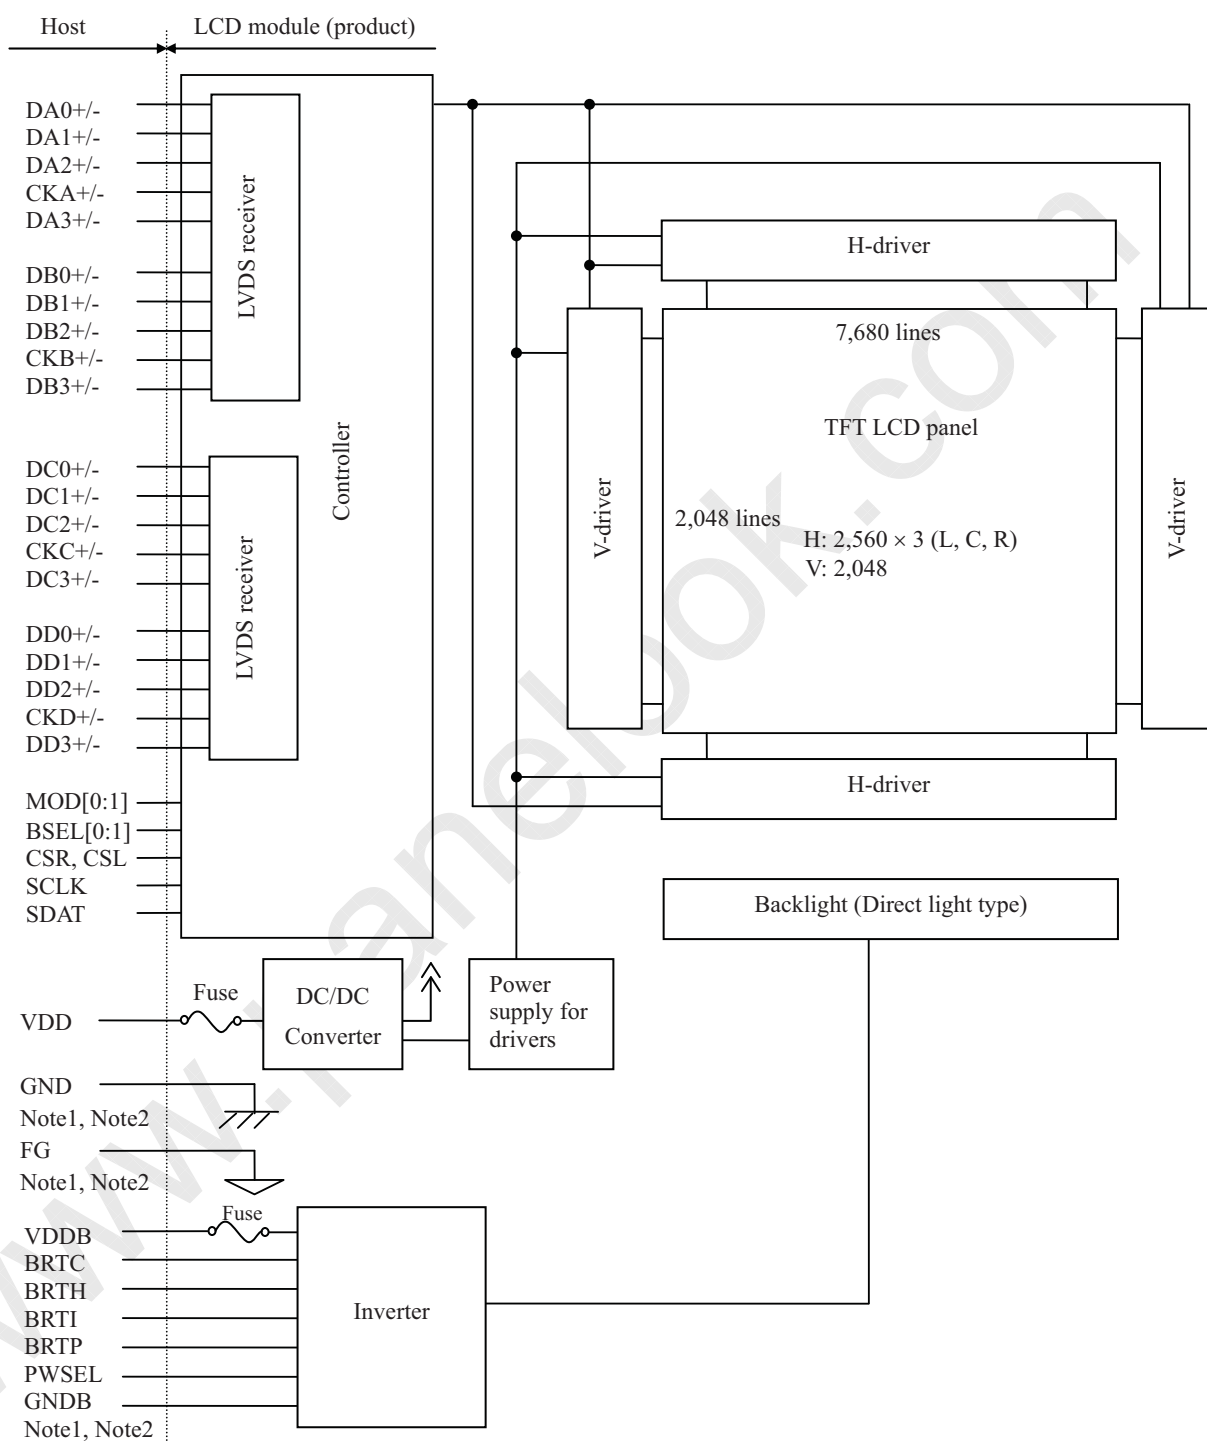 Host
LCD module (product)
DA0+/-
DA1+/-
DA2+/-
CKA+/-
DA3+/-
DB0+/-
DB1+/-
DB2+/-
CKB+/-
DB3+/-
LVDS receiver
DC0+/-
DC1+/-
DC2+/-
CKC+/-
DC3+/-
DD0+/-
DD1+/-
DD2+/-
CKD+/-
DD3+/-
LVDS receiver
MOD[0:1]
BSEL[0:1]
CSR, CSL
SCLK
SDAT
Controller
H-driver
V-driver
7,680 lines
TFT LCD panel
2,048 lines
H: 2,560 × 3 (L, C, R)
V: 2,048
V-driver
H-driver
Backlight (Direct light type)
VDD
Fuse
DC/DC
Converter
Power
supply for
drivers
GND
Note1, Note2
FG
Note1, Note2
VDDB
Fuse
BRTC
BRTH
BRTI
BRTP
PWSEL
GNDB
Note1, Note2
Inverter
www.panelook.com